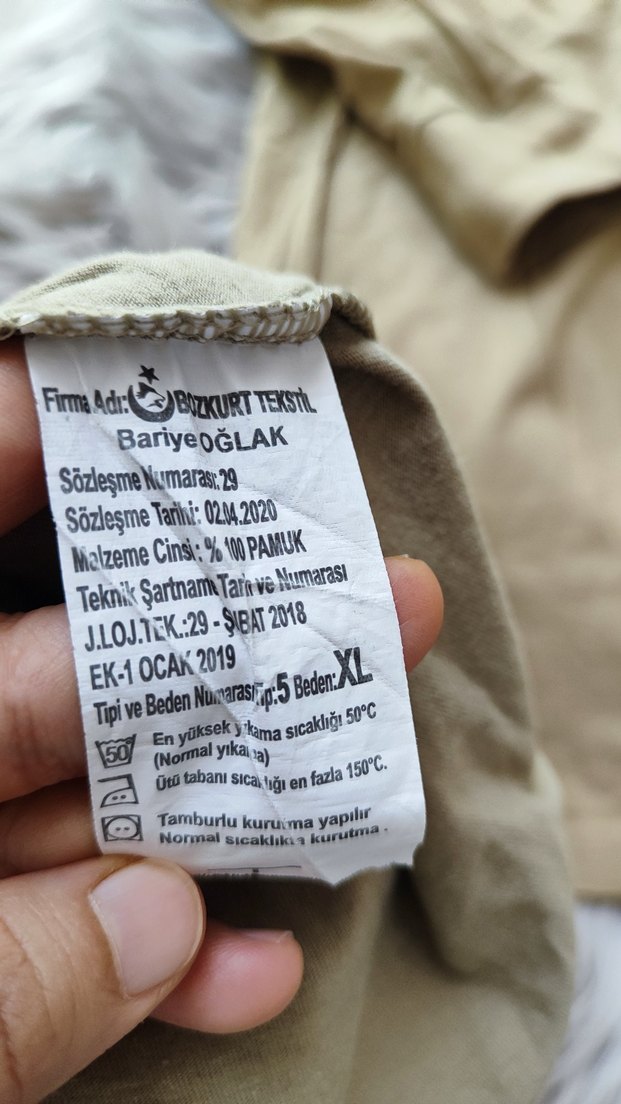 Firma Adı: BOZKURT TEKSTİL
Bariye OĞLAK
Sözleşme Numarası: 29
Sözleşme Tarihi: 02.04.2020
Malzeme Cinsi: % 100 PAMUK
Teknik Şartname Tarih ve Numarası
J.LOJ.TEK.:29 - ŞUBAT 2018
EK-1 OCAK 2019
Tipi ve Beden Numarası Tip:5 Beden:XL
50 En yüksek yıkama sıcaklığı 50°C
(Normal yıkama)
Ütü tabanı sıcaklığı en fazla 150°C.
Tamburlu kurutma yapılır
Normal sıcaklıkta kurutma .